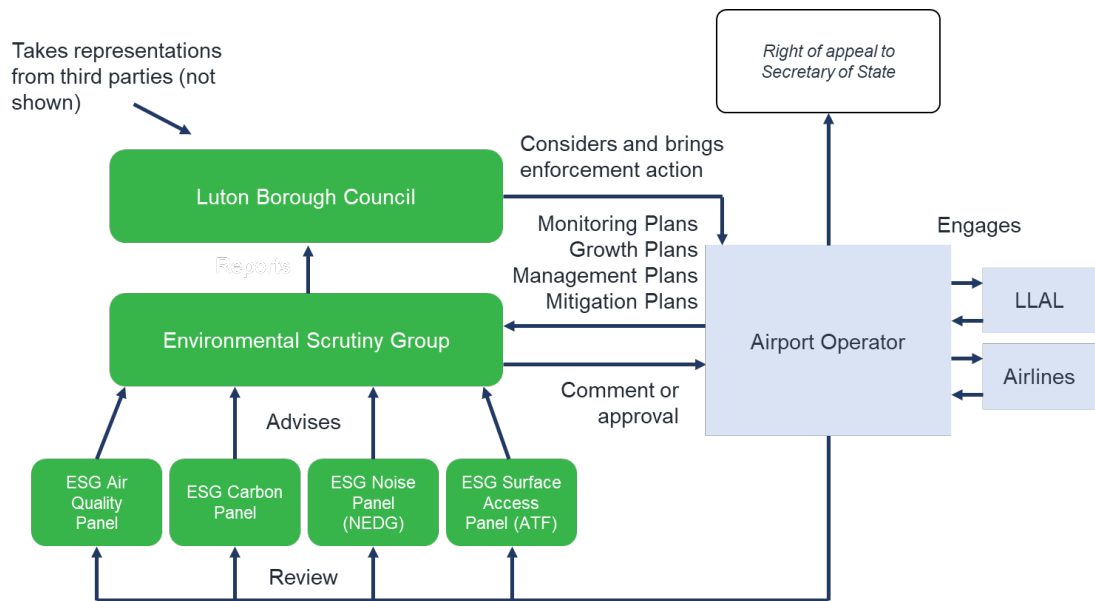 Takes representations
from third parties (not
shown)
Right of appeal to
Secretary of State
Considers and brings
enforcement action
Luton Borough Council
Monitoring Plans
Growth Plans
Management Plans
Mitigation Plans
Engages
Reports
LLAL
Environmental Scrutiny Group
Airport Operator
Airlines
Comment or
approval
Advises
ESG Air
Quality
Panel
ESG Carbon
Panel
ESG Noise
Panel
(NEDG)
ESG Surface
Access
Panel (ATF)
Review